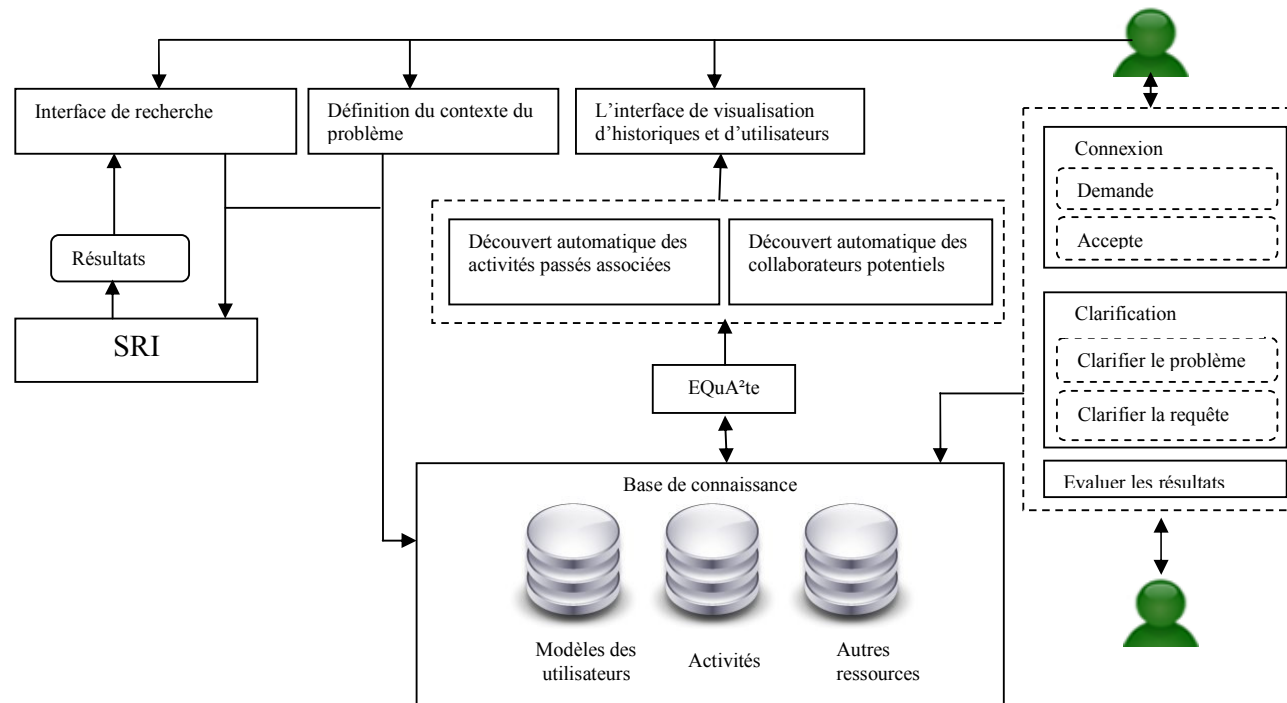 Interface de recherche
Définition du contexte du
problème
L’interface de visualisation
d’historiques et d’utilisateurs
Connexion
Demande
Accepte
Résultats
Découvert automatique des
activités passés associées
Découvert automatique des
collaborateurs potentiels
SRI
Clarification
Clarifier le problème
Clarifier la requête
EQuA²te
Evaluer les résultats
Base de connaissance
Modèles des
utilisateurs
Activités
Autres
ressources